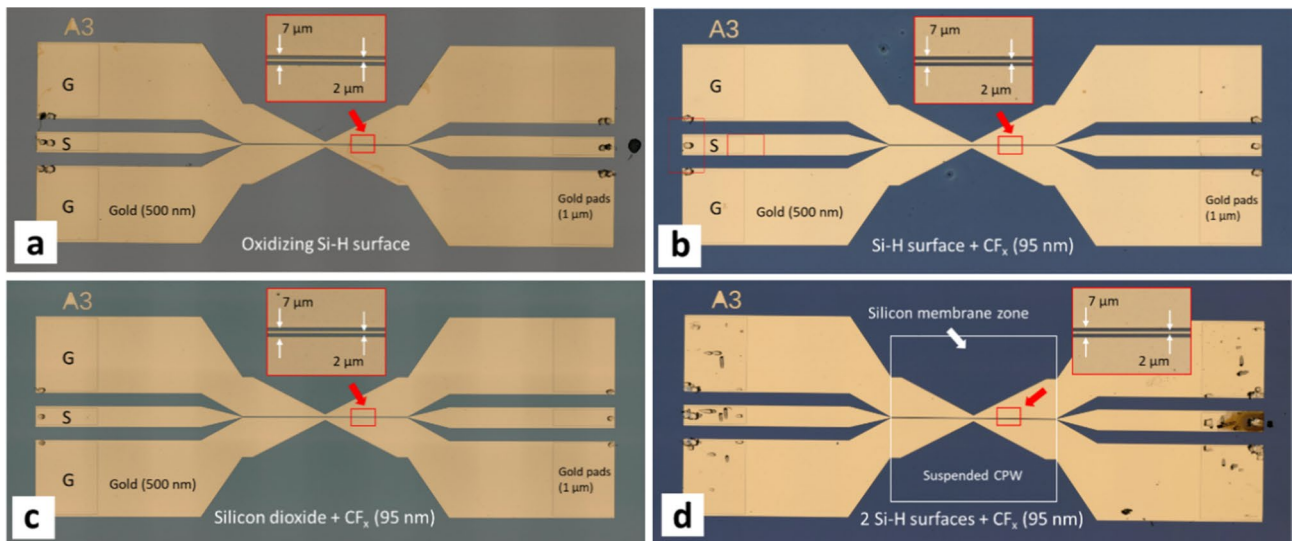 A3
7 µm
2 µm
G
S
G
Gold (500 nm)
Gold pads
(1 µm)
Oxidizing Si-H surface
a
A3
7 µm
2 µm
G
S
G
Gold (500 nm)
Gold pads
(1 µm)
Si-H surface + CFₓ (95 nm)
b
A3
7 µm
2 µm
G
S
G
Gold (500 nm)
Gold pads
(1 µm)
Silicon dioxide + CFₓ (95 nm)
c
A3
Silicon membrane
zone
7 µm
2 µm
Suspended CPW
2 Si-H surfaces + CFₓ (95 nm)
d